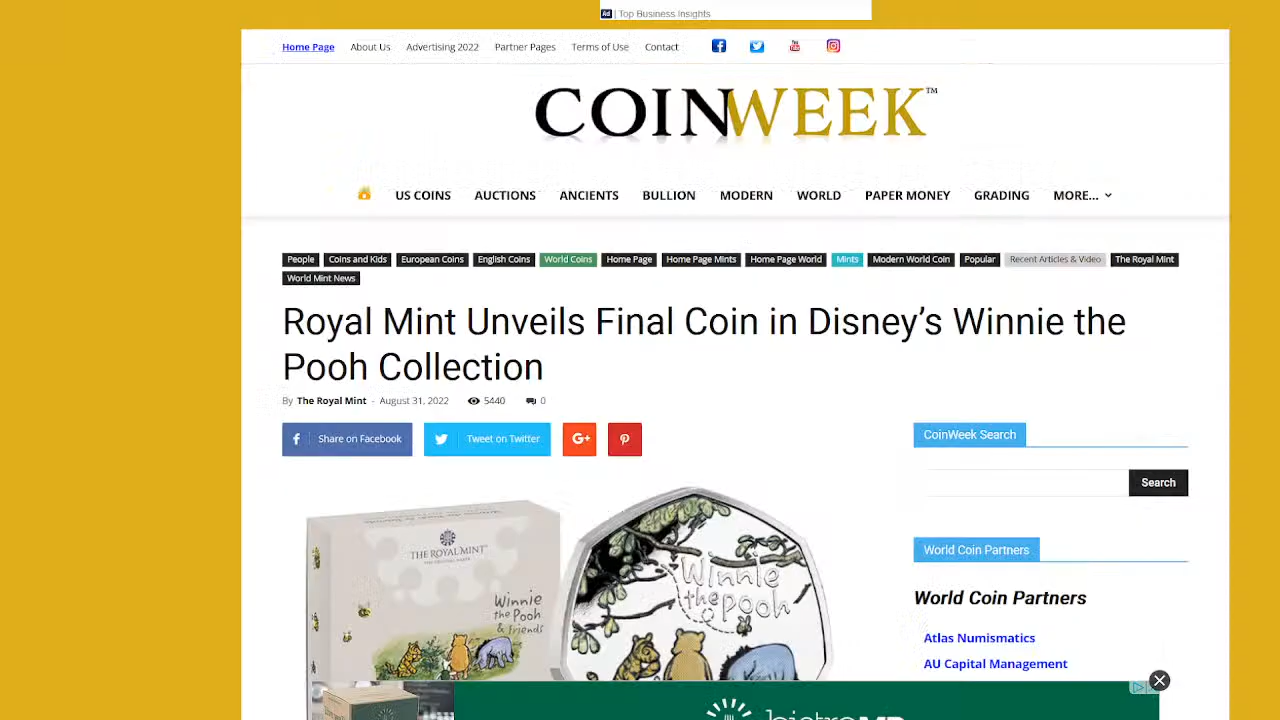 Ad | Top Business Insights
Home Page About Us Advertising 2022 Partner Pages Terms of Use Contact
COINWEEK™
US COINS AUCTIONS ANCIENTS BULLION MODERN WORLD PAPER MONEY GRADING MORE...
People Coins and Kids European Coins English Coins World Coins Home Page Home Page Mints Home Page World Mints Modern World Coin Popular Recent Articles & Video The Royal Mint
World Mint News
Royal Mint Unveils Final Coin in Disney’s Winnie the
Pooh Collection
By The Royal Mint - August 31, 2022 5440 0
Share on Facebook Tweet on Twitter G+
CoinWeek Search
Search
THE ROYAL MINT
Winnie
the Pooh
& Friends
Winnie
the Pooh
World Coin Partners
World Coin Partners
Atlas Numismatics
AU Capital Management